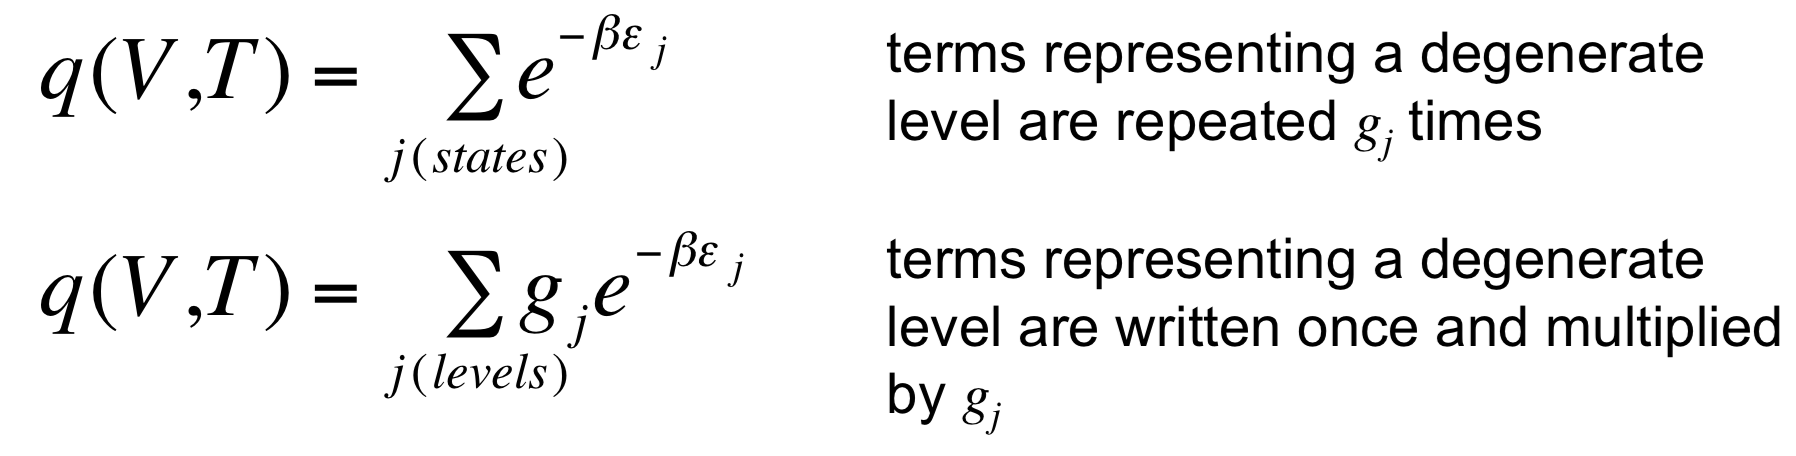 q(V,T) = ∑ e^{-βε_j} terms representing a degenerate
j(states) level are repeated g_j times
q(V,T) = ∑ g_j e^{-βε_j} terms representing a degenerate
j(levels) level are written once and multiplied
by g_j